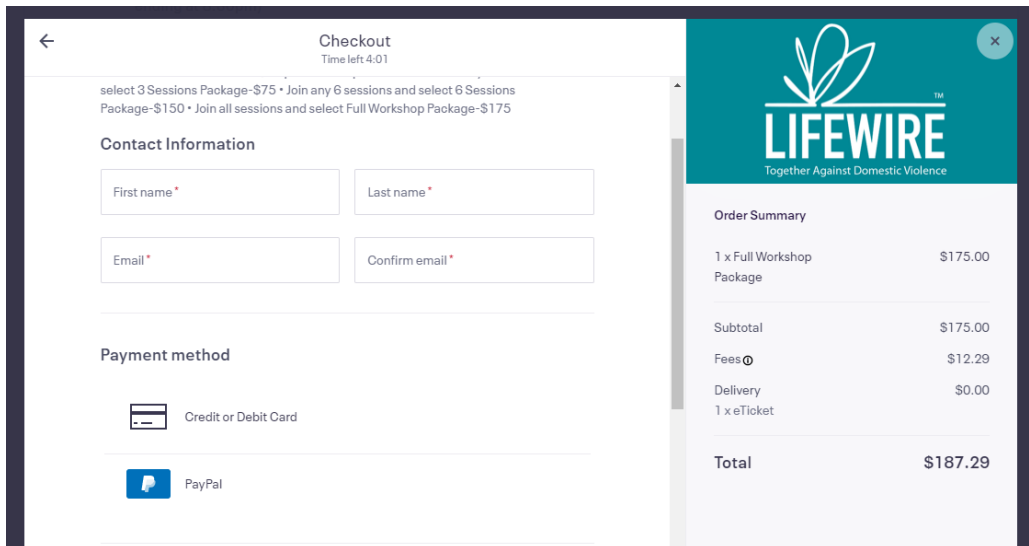 Checkout
Time left 4:01
select 3 Sessions Package-$75 • Join any 6 sessions and select 6 Sessions
Package-$150 • Join all sessions and select Full Workshop Package-$175
Contact Information
First name*
Last name*
Email*
Confirm email*
Payment method
Credit or Debit Card
PayPal
TM
LIFEWIRE
Together Against Domestic Violence
Order Summary
1 x Full Workshop $175.00
Package
Subtotal $175.00
Fees $12.29
Delivery $0.00
1 x eTicket
Total $187.29